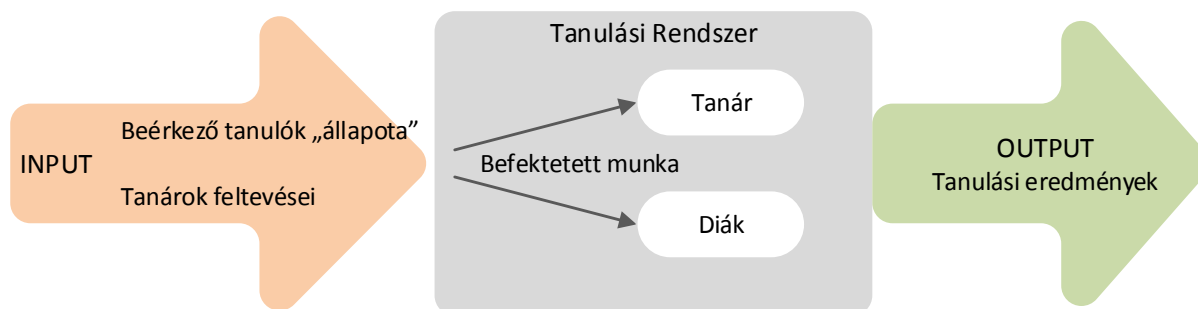 INPUT
Beérkező tanulók „állapota”
Tanárok feltevései
Tanulási Rendszer
Tanár
Befektetett munka
Diák
OUTPUT
Tanulási eredmények